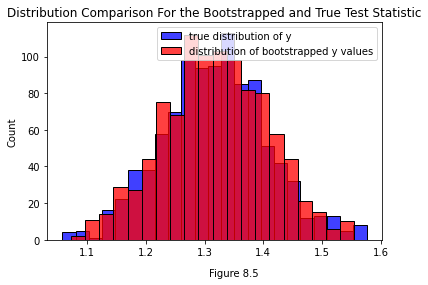 Distribution Comparison For the Bootstrapped and True Test Statistic
true distribution of y
distribution of bootstrapped y values
Count
100
80
60
40
20
0
1.1
1.2
1.3
1.4
1.5
1.6
Figure 8.5